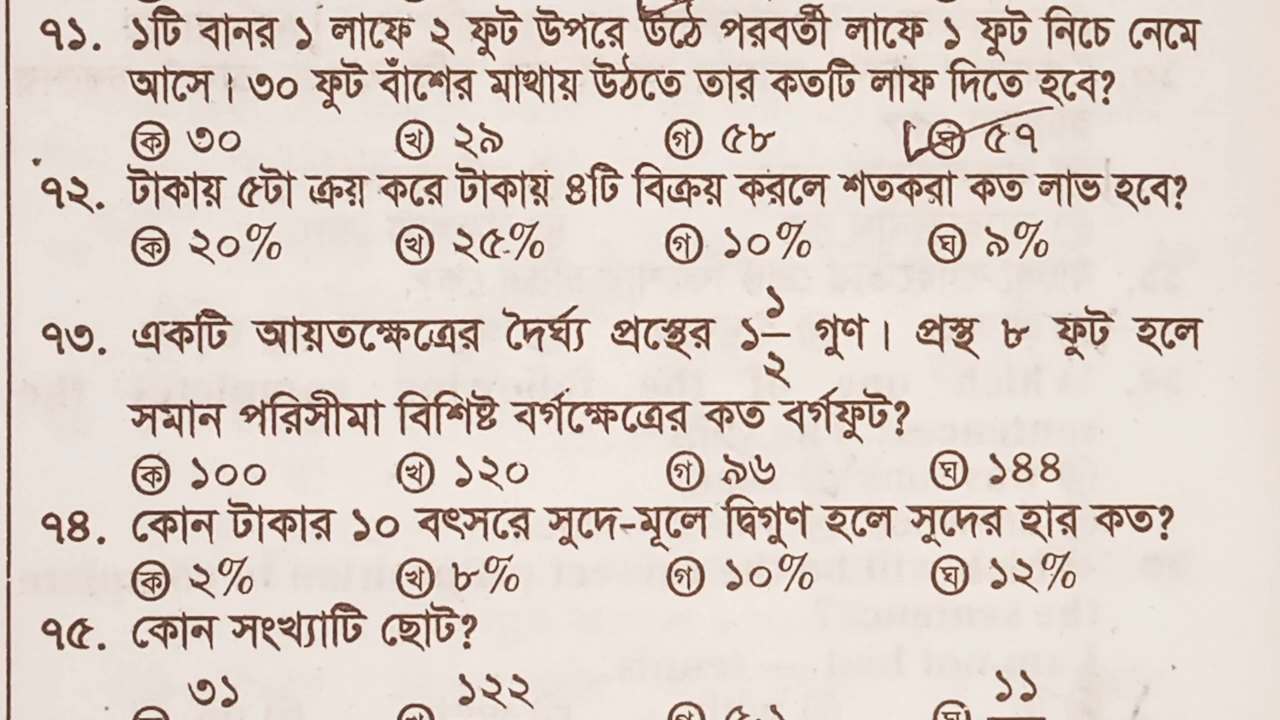 ৭১. ১টি বানর ১ লাফে ২ ফুট উপরে উঠে পরবর্তী লাফে ১ ফুট নিচে নেমে
আসে। ৩০ ফুট বাঁশের মাথায় উঠতে তার কতটি লাফ দিতে হবে?
ক ৩০ খ ২৯ গ ৫৮ ঘ ৫৭
৭২. টাকায় ৫টা ক্রয় করে টাকায় ৪টি বিক্রয় করলে শতকরা কত লাভ হবে?
ক ২০% খ ২৫% গ ১০% ঘ ৯%
৭৩. একটি আয়তক্ষেত্রের দৈর্ঘ্য প্রস্থের ১ ১/২ গুণ। প্রস্থ ৮ ফুট হলে
সমান পরিসীমা বিশিষ্ট বর্গক্ষেত্রের কত বর্গফুট?
ক ১০০ খ ১২০ গ ৯৬ ঘ ১৪৪
৭৪. কোন টাকার ১০ বৎসরে সুদে-মূলে দ্বিগুণ হলে সুদের হার কত?
ক ২% খ ৮% গ ১০% ঘ ১২%
৭৫. কোন সংখ্যাটি ছোট?
৩১ ১২২ ১১